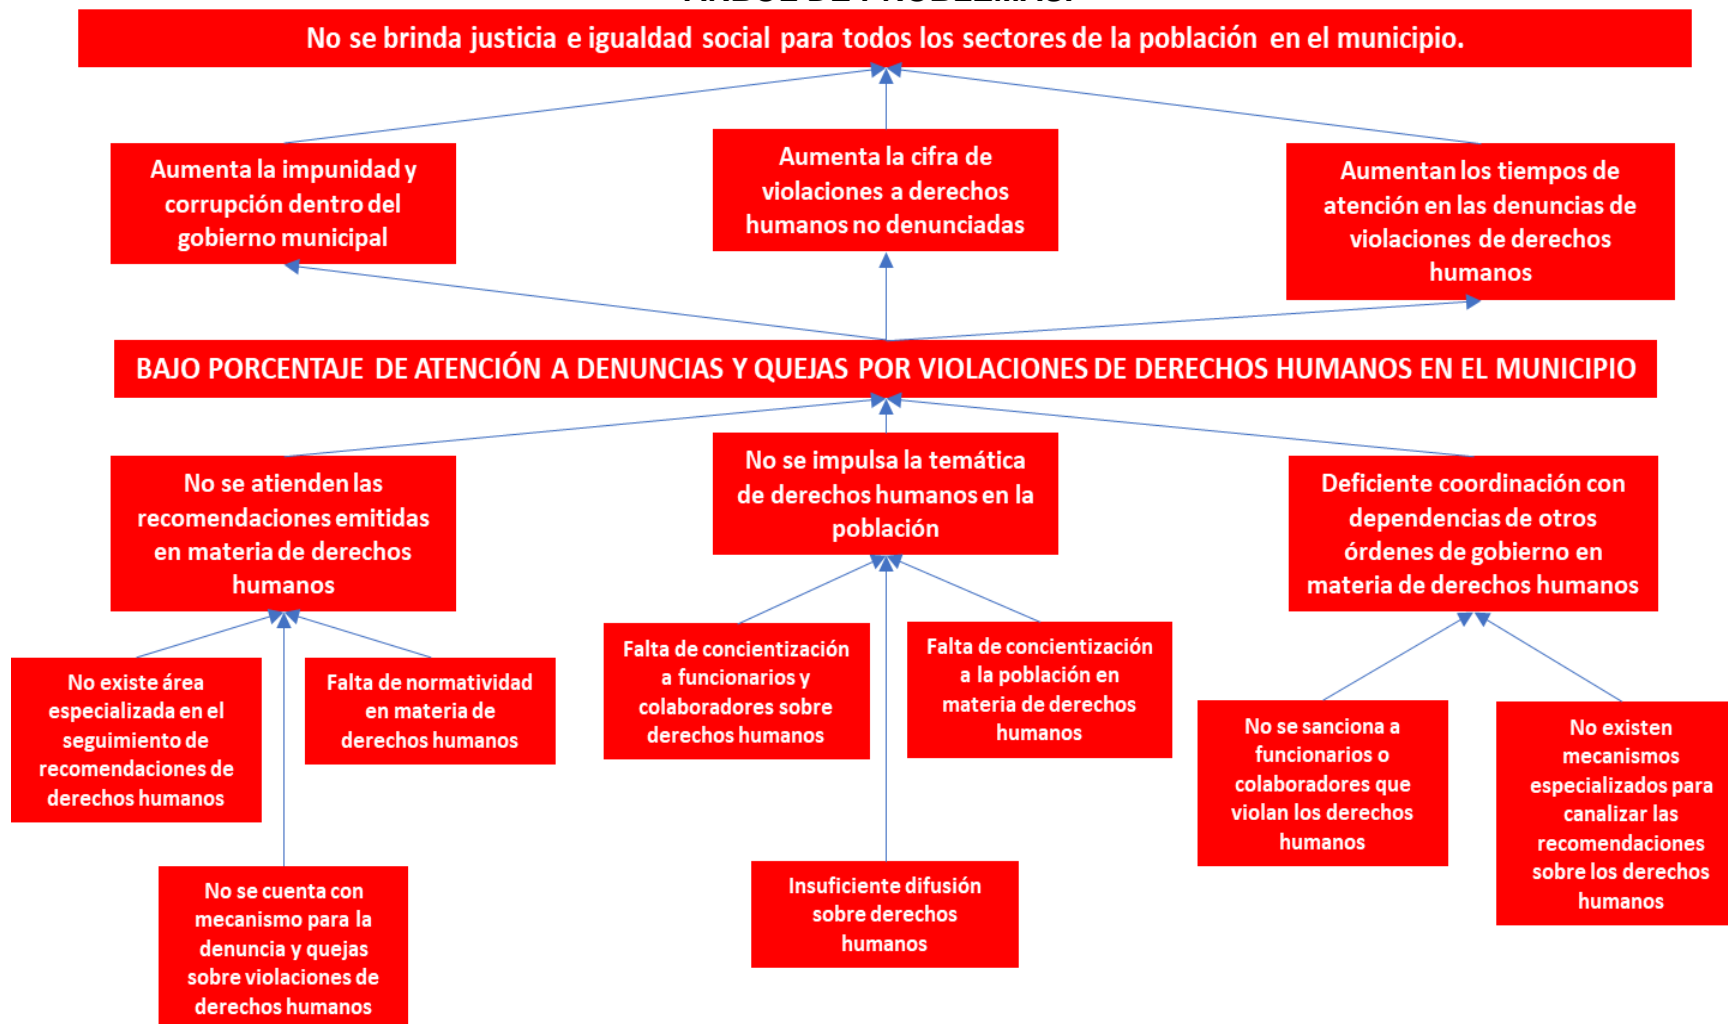 ÁRBOL DE PROBLEMAS.
No se brinda justicia e igualdad social para todos los sectores de la población en el municipio.
Aumenta la impunidad y
corrupción dentro del
gobierno municipal
Aumenta la cifra de
violaciones a derechos
humanos no denunciadas
Aumentan los tiempos de
atención en las denuncias de
violaciones de derechos
humanos
BAJO PORCENTAJE DE ATENCIÓN A DENUNCIAS Y QUEJAS POR VIOLACIONES DE DERECHOS HUMANOS EN EL MUNICIPIO
No se atienden las
recomendaciones emitidas
en materia de derechos
humanos
No se impulsa la temática
de derechos humanos en la
población
Deficiente coordinación con
dependencias de otros
órdenes de gobierno en
materia de derechos humanos
No existe área
especializada en el
seguimiento de
recomendaciones de
derechos humanos
Falta de normatividad
en materia de
derechos humanos
Falta de concientización
a funcionarios y
colaboradores sobre
derechos humanos
Falta de concientización
a la población en
materia de derechos
humanos
No se sanciona a
funcionarios o
colaboradores que
violan los derechos
humanos
No existen
mecanismos
especializados para
canalizar las
recomendaciones
sobre los derechos
humanos
No se cuenta con
mecanismo para la
denuncia y quejas
sobre violaciones de
derechos humanos
Insuficiente difusión
sobre derechos
humanos